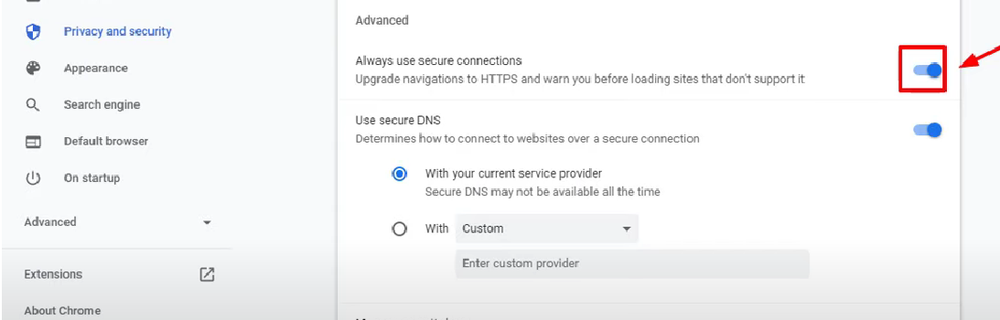 Privacy and security
Appearance
Search engine
Default browser
On startup
Advanced
Extensions
About Chrome
Advanced
Always use secure connections
Upgrade navigations to HTTPS and warn you before loading sites that don't support it
Use secure DNS
Determines how to connect to websites over a secure connection
With your current service provider
Secure DNS may not be available all the time
With Custom
Enter custom provider